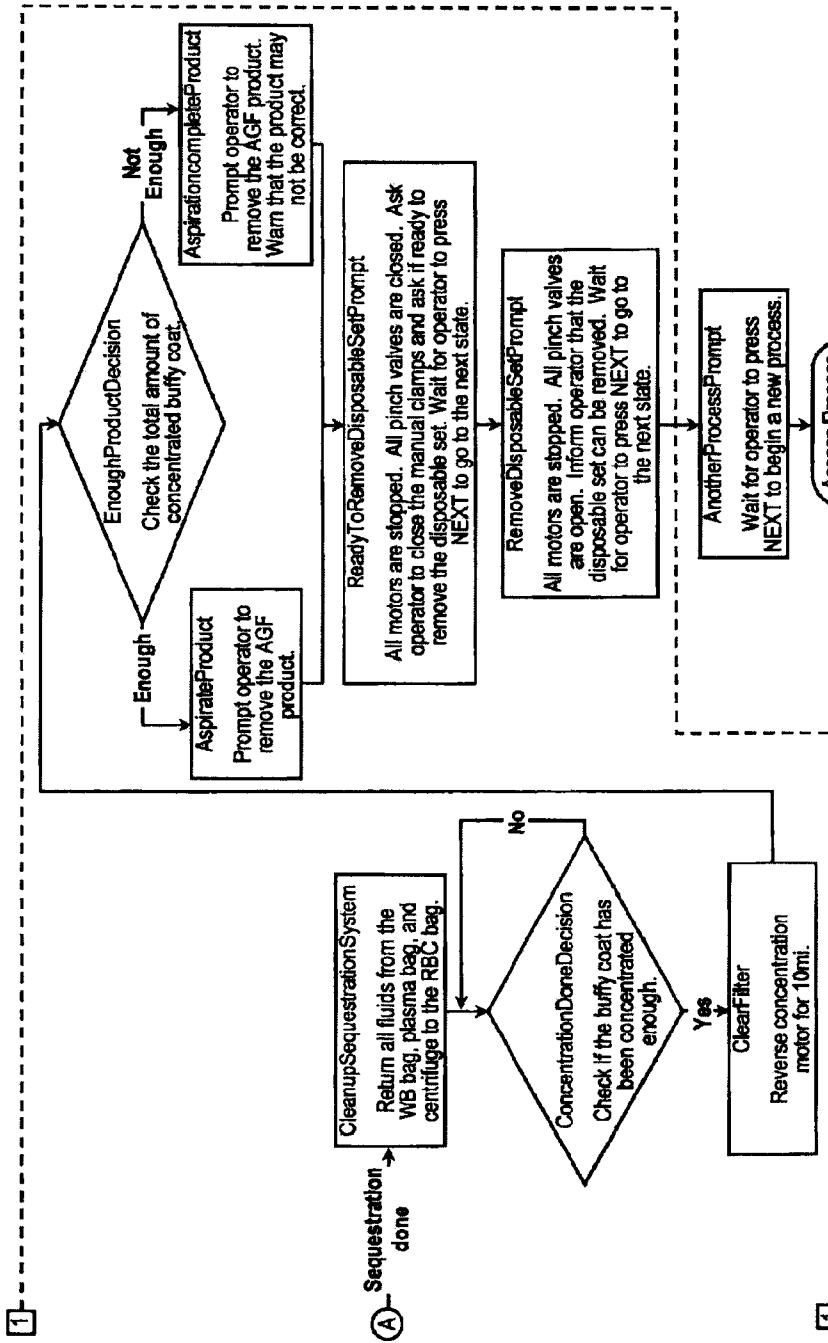 1
A
Sequestration
done
CleanupSequestrationSystem
Return all fluids from the
WB bag, plasma bag, and
centrifuge to the RBC bag.
No
ConcentrationDoneDecision
Check if the buffy coat has
been concentrated
enough.
Yes
ClearFilter
Reverse concentration
motor for 10ml.
EnoughProductDecision
Check the total amount of
concentrated buffy coat.
Enough
Not
Enough
AspirateProduct
Prompt operator to
remove the AGF
product.
AspirationcompleteProduct
Prompt operator to
remove the AGF product.
Warn that the product may
not be correct.
ReadyToRemoveDisposableSetPrompt
All motors are stopped. All pinch valves are closed. Ask
operator to close the manual clamps and ask if ready to
remove the disposable set. Wait for operator to press
NEXT to go to the next state.
RemoveDisposableSetPrompt
All motors are stopped. All pinch valves
are open. Inform operator that the
disposable set can be removed. Wait
for operator to press NEXT to go to
the next state.
AnotherProcessPrompt
Wait for operator to press
NEXT to begin a new process.